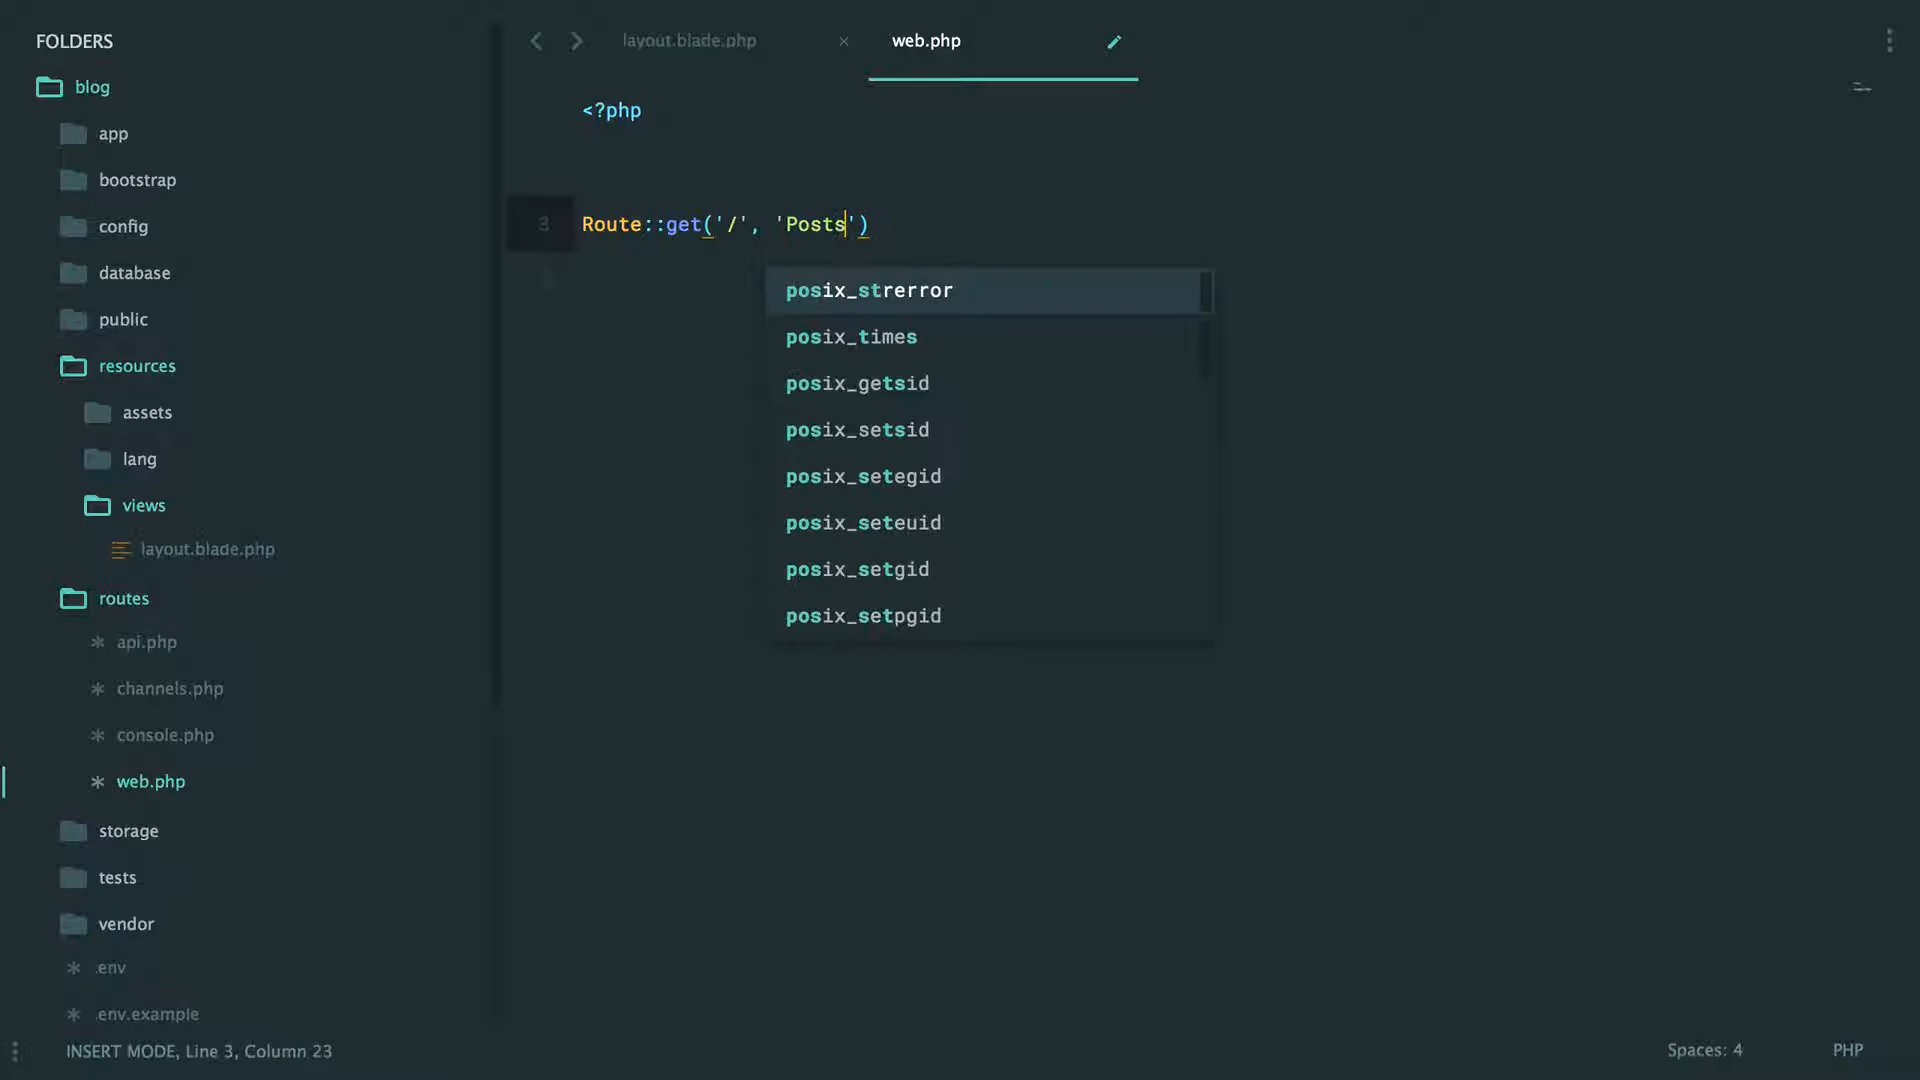 FOLDERS
blog
app
bootstrap
config
database
public
resources
assets
lang
views
layout.blade.php
routes
* api.php
* channels.php
* console.php
* web.php
storage
tests
vendor
* .env
* .env.example
layout.blade.php ×
web.php
<?php
3 Route::get('/', 'Posts')
posix_strerror
posix_times
posix_getsid
posix_setsid
posix_setegid
posix_seteuid
posix_setgid
posix_setpgid
INSERT MODE, Line 3, Column 23
Spaces: 4
PHP